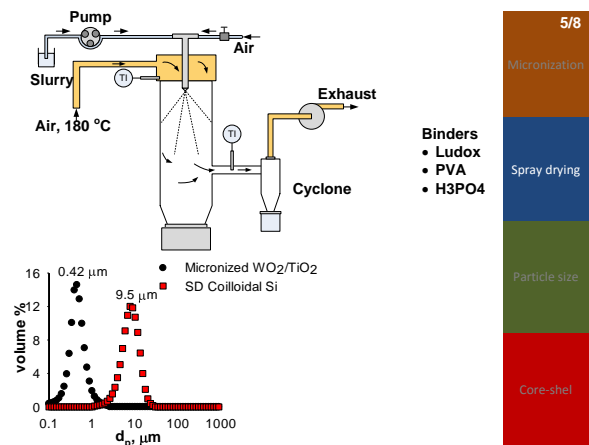 Pump
Air
Slurry
TI
Air, 180 °C
TI
Exhaust
Cyclone
Binders
• Ludox
• PVA
• H3PO4
5/8
Micronization
Spray drying
Particle size
Core-shel
0.42 µm
9.5 µm
Micronized WO2/TiO2
SD Coilloidal Si
volume %
16
12
8
4
0
0.1 1 10 100 1000
dp, µm